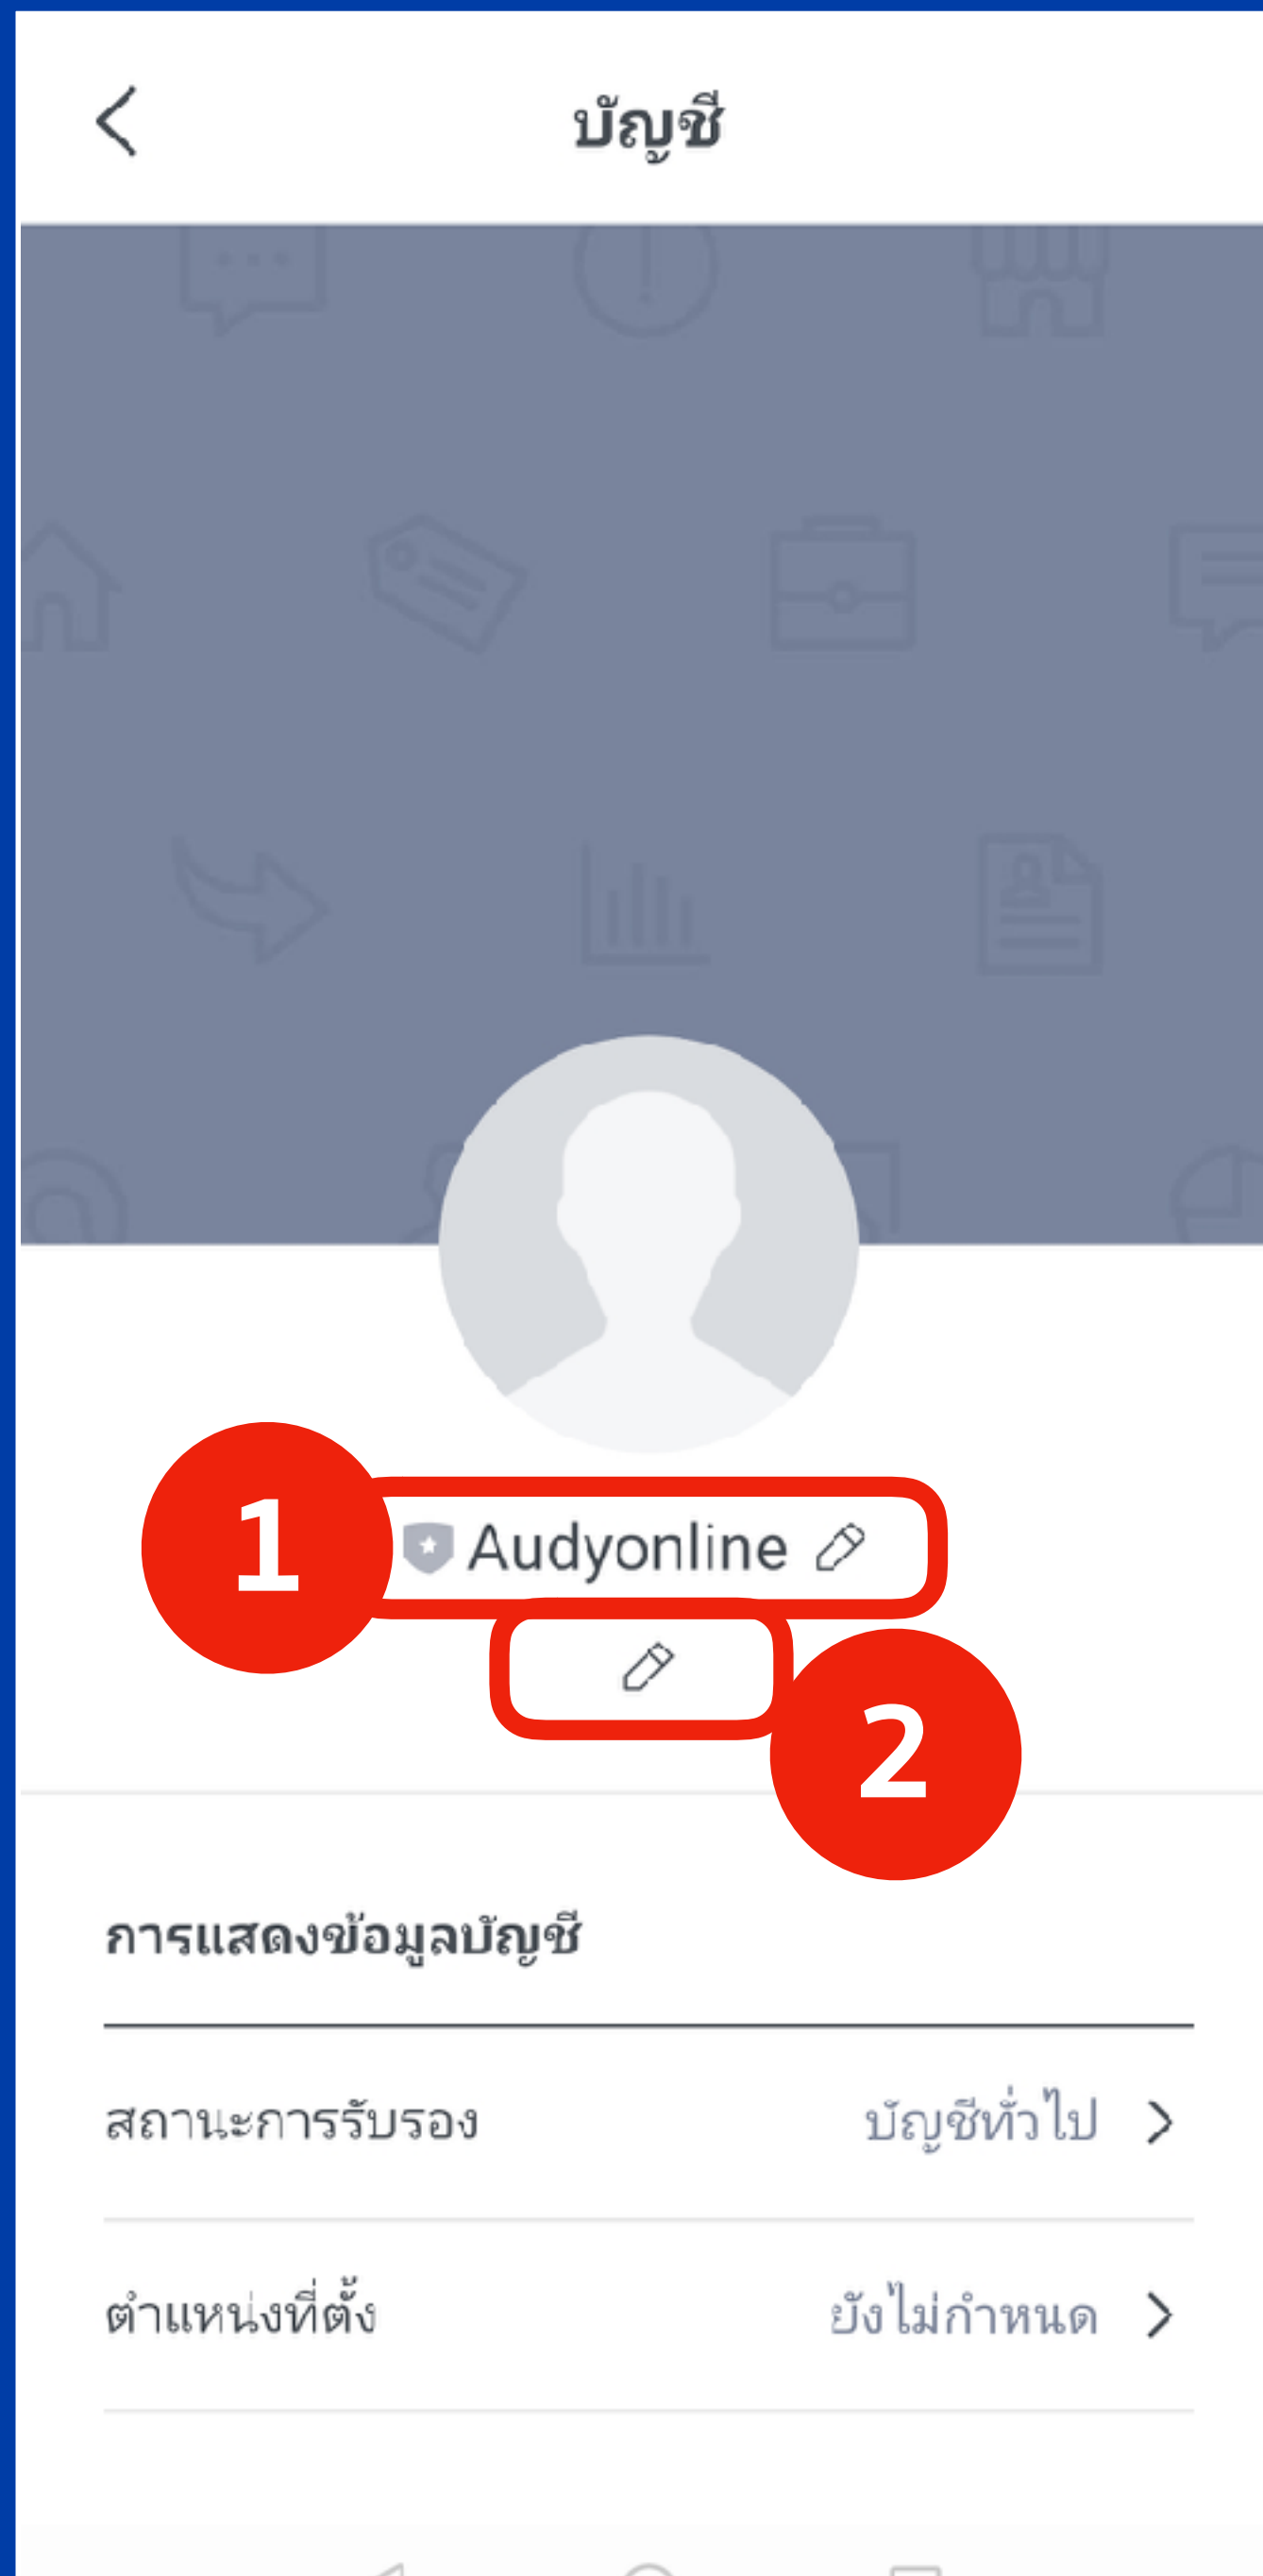 บัญชี
1
Audyonline
2
การแสดงข้อมูลบัญชี
สถานะการรับรอง บัญชีทั่วไป
ตำแหน่งที่ตั้ง ยังไม่กำหนด